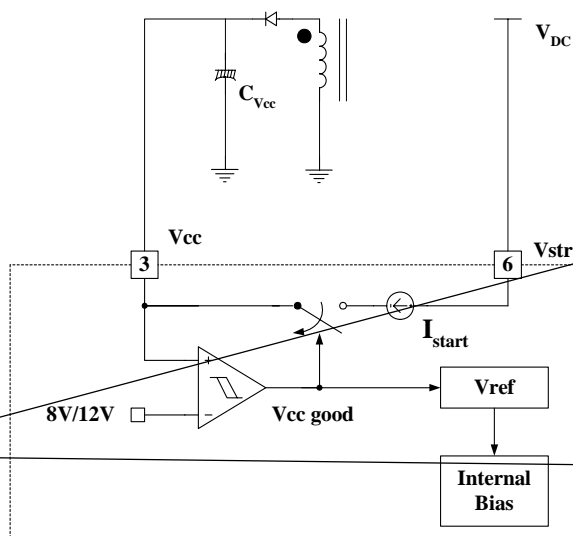 V_DC
C_Vcc
Vcc
Vstr
3
6
I_start
8V/12V
+
−
Vcc good
Vref
Internal
Bias